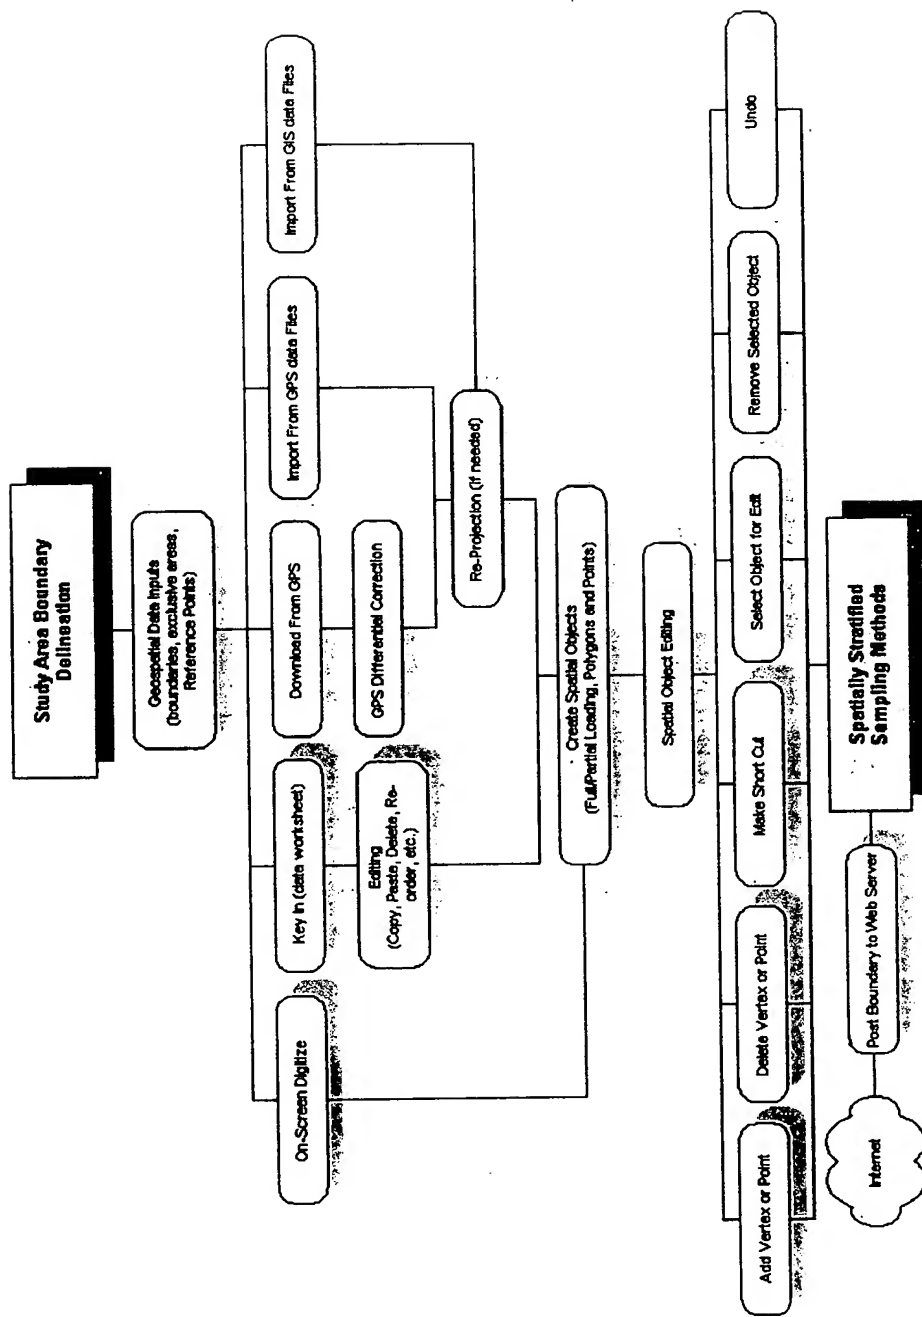 Study Area Boundary
Delineation
Geospatial Data Inputs
(boundaries, exclusive areas,
Reference Points)
On-Screen Digitize
Key In (data worksheet)
Download From GPS
Import From GPS data Files
Import From GIS data Files
Editing
(Copy, Paste, Delete, Re-
order, etc.)
GPS Differential Correction
Re-Projection (if needed)
Create Spatial Objects
(Full/Partial Loading, Polygons and Points)
Spatial Object Editing
Add Vertex or Point
Delete Vertex or Point
Make Short Cut
Select Object for Edit
Remove Selected Object
Undo
Internet
Post Boundary to Web Server
Spatially Stratified
Sampling Methods